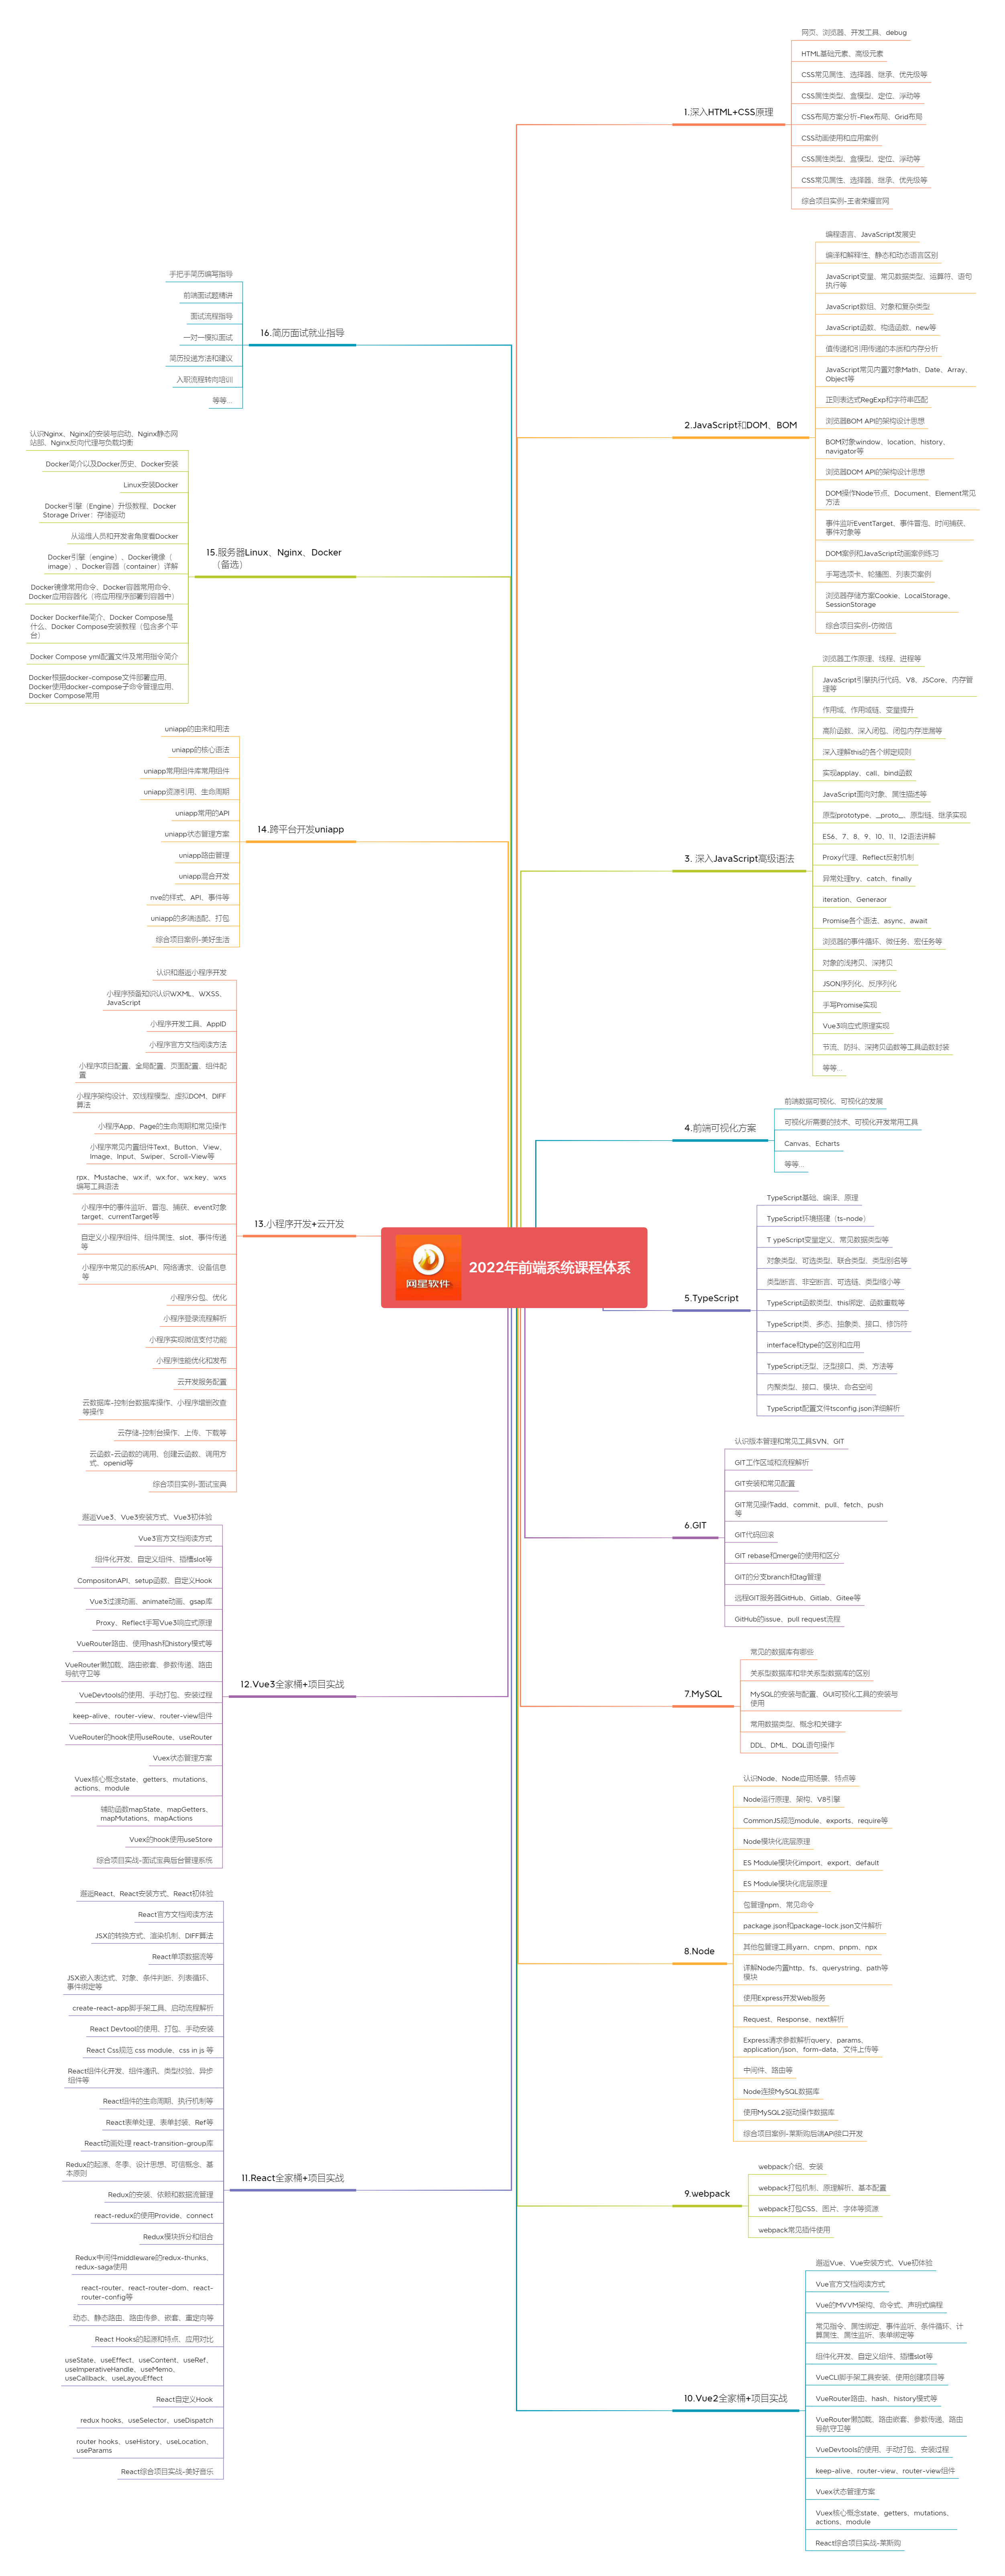 网页、浏览器、开发工具、debug
HTML基础元素、高级元素
CSS常见属性、选择器、继承、优先级等
CSS属性类型、盒模型、定位、浮动等
1.深入HTML+CSS原理
CSS布局方案分析-Flex布局、Grid布局
CSS动画使用和应用案例
CSS属性类型、盒模型、定位、浮动等
CSS常见属性、选择器、继承、优先级等
综合项目实例-王者荣耀官网
编程语言、JavaScript发展史
编译和解释性、静态和动态语言区别
JavaScript变量、常见数据类型、运算符、语句
执行等
JavaScript数组、对象和复杂类型
JavaScript函数、构造函数、new等
值传递和引用传递的本质和内存分析
JavaScript常见内置对象Math、Date、Array、
Object等
正则表达式RegExp和字符串匹配
2.JavaScript和DOM、BOM
浏览器BOM API的架构设计思想
BOM对象window、location、history、
navigator等
浏览器DOM API的架构设计思想
DOM操作Node节点、Document、Element常见
方法
事件监听EventTarget、事件冒泡、时间捕获、
事件对象等
DOM案例和JavaScript动画案例练习
手写选项卡、轮播图、列表页案例
浏览器存储方案Cookie、LocalStorage、
SessionStorage
综合项目实例-仿微信
浏览器工作原理、线程、进程等
JavaScript引擎执行代码、V8、JSCore、内存管
理等
作用域、作用域链、变量提升
高阶函数、深入闭包、闭包内存泄漏等
深入理解this的各个绑定规则
实现applay、call、bind函数
JavaScript面向对象、属性描述等
原型prototype、__proto__、原型链、继承实现
ES6、7、8、9、10、11、12语法讲解
3. 深入JavaScript高级语法
Proxy代理、Reflect反射机制
异常处理try、catch、finally
iteration、Generaor
Promise各个语法、async、await
浏览器的事件循环、微任务、宏任务等
对象的浅拷贝、深拷贝
JSON序列化、反序列化
手写Promise实现
Vue3响应式原理实现
节流、防抖、深拷贝函数等工具函数封装
等等...
前端数据可视化、可视化的发展
可视化所需要的技术、可视化开发常用工具
4.前端可视化方案
Canvas、Echarts
等等...
TypeScript基础、编译、原理
TypeScript环境搭建（ts-node）
T ypeScript变量定义、常见数据类型等
对象类型、可选类型、联合类型、类型别名等
类型断言、非空断言、可选链、类型缩小等
5.TypeScript
TypeScript函数类型、this绑定、函数重载等
TypeScript类、多态、抽象类、接口、修饰符
interface和type的区别和应用
TypeScript泛型、泛型接口、类、方法等
内聚类型、接口、模块、命名空间
TypeScript配置文件tsconfig.json详细解析
认识版本管理和常见工具SVN、GIT
GIT工作区域和流程解析
GIT安装和常见配置
GIT常见操作add、commit、pull、fetch、push
等
6.GIT
GIT代码回滚
GIT rebase和merge的使用和区分
GIT的分支branch和tag管理
远程GIT服务器GitHub、Gitlab、Gitee等
GitHub的issue、pull request流程
常见的数据库有哪些
关系型数据库和非关系型数据库的区别
7.MySQL
MySQL的安装与配置、GUI可视化工具的安装与
使用
常用数据类型、概念和关键字
DDL、DML、DQL语句操作
认识Node、Node应用场景、特点等
Node运行原理、架构、V8引擎
CommonJS规范module、exports、require等
Node模块化底层原理
ES Module模块化import、export、default
ES Module模块化底层原理
包管理npm、常见命令
package.json和package-lock.json文件解析
8.Node
其他包管理工具yarn、cnpm、pnpm、npx
详解Node内置http、fs、querystring、path等
模块
使用Express开发Web服务
Request、Response、next解析
Express请求参数解析query、params、
application/json、form-data、文件上传等
中间件、路由等
Node连接MySQL数据库
使用MySQL2驱动操作数据库
综合项目案例-莱斯购后端API接口开发
webpack介绍、安装
webpack打包机制、原理解析、基本配置
9.webpack
webpack打包CSS、图片、字体等资源
webpack常见插件使用
邂逅Vue、Vue安装方式、Vue初体验
Vue官方文档阅读方式
Vue的MVVM架构、命令式、声明式编程
常见指令、属性绑定、事件监听、条件循环、计
算属性、属性监听、表单绑定等
组件化开发、自定义组件、插槽slot等
VueCLI脚手架工具安装、使用创建项目等
10.Vue2全家桶+项目实战
VueRouter路由、hash、history模式等
VueRouter懒加载、路由嵌套、参数传递、路由
导航守卫等
VueDevtools的使用、手动打包、安装过程
keep-alive、router-view、router-view组件
Vuex状态管理方案
Vuex核心概念state、getters、mutations、
actions、module
React综合项目实战-莱斯购
网星软件
2022年前端系统课程体系
手把手简历编写指导
前端面试题精讲
面试流程指导
16.简历面试就业指导
一对一模拟面试
简历投递方法和建议
入职流程转向培训
等等...
认识Nginx、Nginx的安装与启动、Nginx静态网
站部、Nginx反向代理与负载均衡
Docker简介以及Docker历史、Docker安装
Linux安装Docker
Docker引擎（Engine）升级教程、Docker
Storage Driver：存储驱动
从运维人员和开发者角度看Docker
15.服务器Linux、Nginx、Docker
（备选）
Docker引擎（engine）、Docker镜像（
image）、Docker容器（container）详解
Docker镜像常用命令、Docker容器常用命令、
Docker应用容器化（将应用程序部署到容器中）
Docker Dockerfile简介、Docker Compose是
什么、Docker Compose安装教程（包含多个平
台）
Docker Compose yml配置文件及常用指令简介
Docker根据docker-compose文件部署应用、
Docker使用docker-compose子命令管理应用、
Docker Compose常用
uniapp的由来和用法
uniapp的核心语法
uniapp常用组件库常用组件
uniapp资源引用、生命周期
uniapp常用的API
14.跨平台开发uniapp
uniapp状态管理方案
uniapp路由管理
uniapp混合开发
nve的样式、API、事件等
uniapp的多端适配、打包
综合项目案例-美好生活
认识和邂逅小程序开发
小程序预备知识认识WXML、WXSS、
JavaScript
小程序开发工具、AppID
小程序官方文档阅读方法
小程序项目配置、全局配置、页面配置、组件配
置
小程序架构设计、双线程模型、虚拟DOM、DIFF
算法
小程序App、Page的生命周期和常见操作
小程序常见内置组件Text、Button、View、
Image、Input、Swiper、Scroll-View等
rpx、Mustache、wx:if、wx:for、wx:key、wxs
编写工具语法
小程序中的事件监听、冒泡、捕获、event对象
target、currentTarget等
13.小程序开发+云开发
自定义小程序组件、组件属性、slot、事件传递
等
小程序中常见的系统API、网络请求、设备信息
等
小程序分包、优化
小程序登录流程解析
小程序实现微信支付功能
小程序性能优化和发布
云开发服务配置
云数据库-控制台数据库操作、小程序增删改查
等操作
云存储-控制台操作、上传、下载等
云函数-云函数的调用、创建云函数、调用方
式、openid等
综合项目实例-面试宝典
邂逅Vue3、Vue3安装方式、Vue3初体验
Vue3官方文档阅读方式
组件化开发、自定义组件、插槽slot等
CompositonAPI、setup函数、自定义Hook
Vue3过渡动画、animate动画、gsap库
Proxy、Reflect手写Vue3响应式原理
VueRouter路由、使用hash和history模式等
VueRouter懒加载、路由嵌套、参数传递、路由
导航守卫等
12.Vue3全家桶+项目实战
VueDevtools的使用、手动打包、安装过程
keep-alive、router-view、router-view组件
VueRouter的hook使用useRoute、useRouter
Vuex状态管理方案
Vuex核心概念state、getters、mutations、
actions、module
辅助函数mapState、mapGetters、
mapMutations、mapActions
Vuex的hook使用useStore
综合项目实战-面试宝典后台管理系统
邂逅React、React安装方式、React初体验
React官方文档阅读方法
JSX的转换方式、渲染机制、DIFF算法
React单项数据流等
JSX嵌入表达式、对象、条件判断、列表循环、
事件绑定等
create-react-app脚手架工具、启动流程解析
React Devtool的使用、打包、手动安装
React Css规范 css module、css in js 等
React组件化开发、组件通讯、类型校验、异步
组件等
React组件的生命周期、执行机制等
React表单处理、表单封装、Ref等
React动画处理 react-transition-group库
Redux的起源、冬季、设计思想、可信概念、基
本原则
11.React全家桶+项目实战
Redux的安装、依赖和数据流管理
react-redux的使用Provide、connect
Redux模块拆分和组合
Redux中间件middleware的redux-thunks、
redux-saga使用
react-router、react-router-dom、react-
router-config等
动态、静态路由、路由传参、嵌套、重定向等
React Hooks的起源和特点、应用对比
useState、useEffect、useContent、useRef、
useImperativeHandle、useMemo、
useCallback、useLayouEffect
React自定义Hook
redux hooks、useSelector、useDispatch
router hooks、useHistory、useLocation、
useParams
React综合项目实战-美好音乐